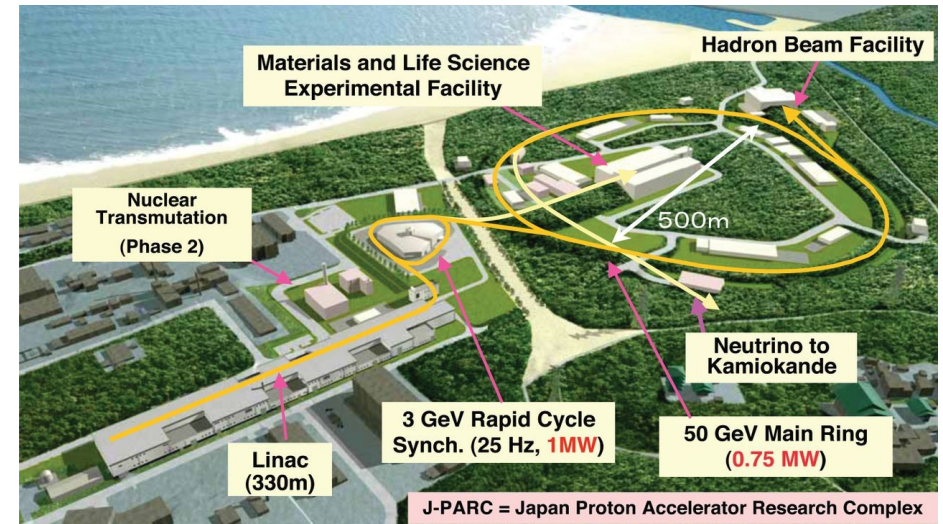 Hadron Beam Facility
Materials and Life Science
Experimental Facility
Nuclear
Transmutation
(Phase 2)
500m
Neutrino to
Kamiokande
3 GeV Rapid Cycle
Synch. (25 Hz, 1MW)
50 GeV Main Ring
(0.75 MW)
Linac
(330m)
J-PARC = Japan Proton Accelerator Research Complex